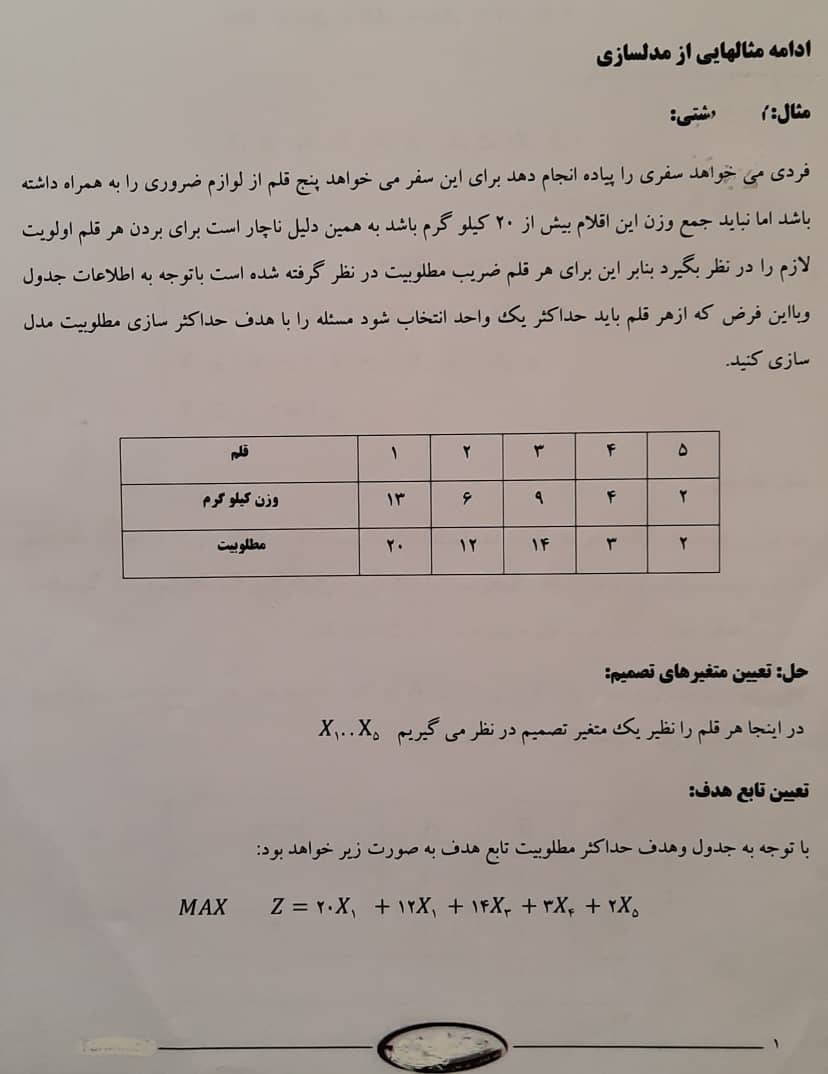 ادامه مثالهایی از مدلسازی
مثال:
فردی می خواهد سفری را پیاده انجام دهد برای این سفر می خواهد پنج قلم از لوازم ضروری را به همراه داشته
باشد اما نباید جمع وزن این اقلام بیش از ۲۰ کیلو گرم باشد به همین دلیل ناچار است برای بردن هر قلم اولویت
لازم را در نظر بگیرد بنابر این برای هر قلم ضریب مطلوبیت در نظر گرفته شده است باتوجه به اطلاعات جدول
وبااین فرض که ازهر قلم باید حداکثر یک واحد انتخاب شود مسئله را با هدف حداکثر سازی مطلوبیت مدل
سازی کنید.
قلم ۱ ۲ ۳ ۴ ۵
وزن کیلو گرم ۱۳ ۶ ۹ ۴ ۲
مطلوبیت ۲۰ ۱۲ ۱۴ ۳ ۲
حل: تعیین متغیرهای تصمیم:
در اینجا هر قلم را نظیر یک متغیر تصمیم در نظر می گیریم X₁..X₅
تعیین تابع هدف:
با توجه به جدول وهدف حداکثر مطلوبیت تابع هدف به صورت زیر خواهد بود:
MAX Z = ۲۰X₁ + ۱۲X₁ + ۱۴X₃ + ۳X₄ + ۲X₅
۱